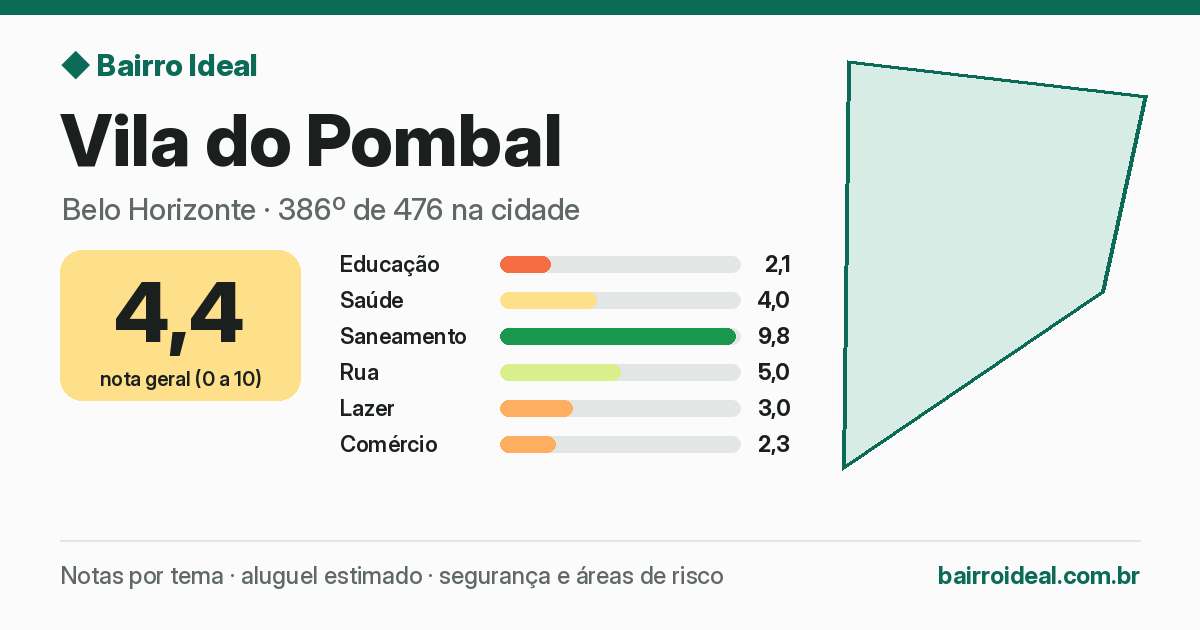 Bairro Ideal
Vila do Pombal
Belo Horizonte · 386º de 476 na cidade
4,4
nota geral (0 a 10)
Educação 2,1
Saúde 4,0
Saneamento 9,8
Rua 5,0
Lazer 3,0
Comércio 2,3
Notas por tema · aluguel estimado · segurança e áreas de risco
bairroideal.com.br